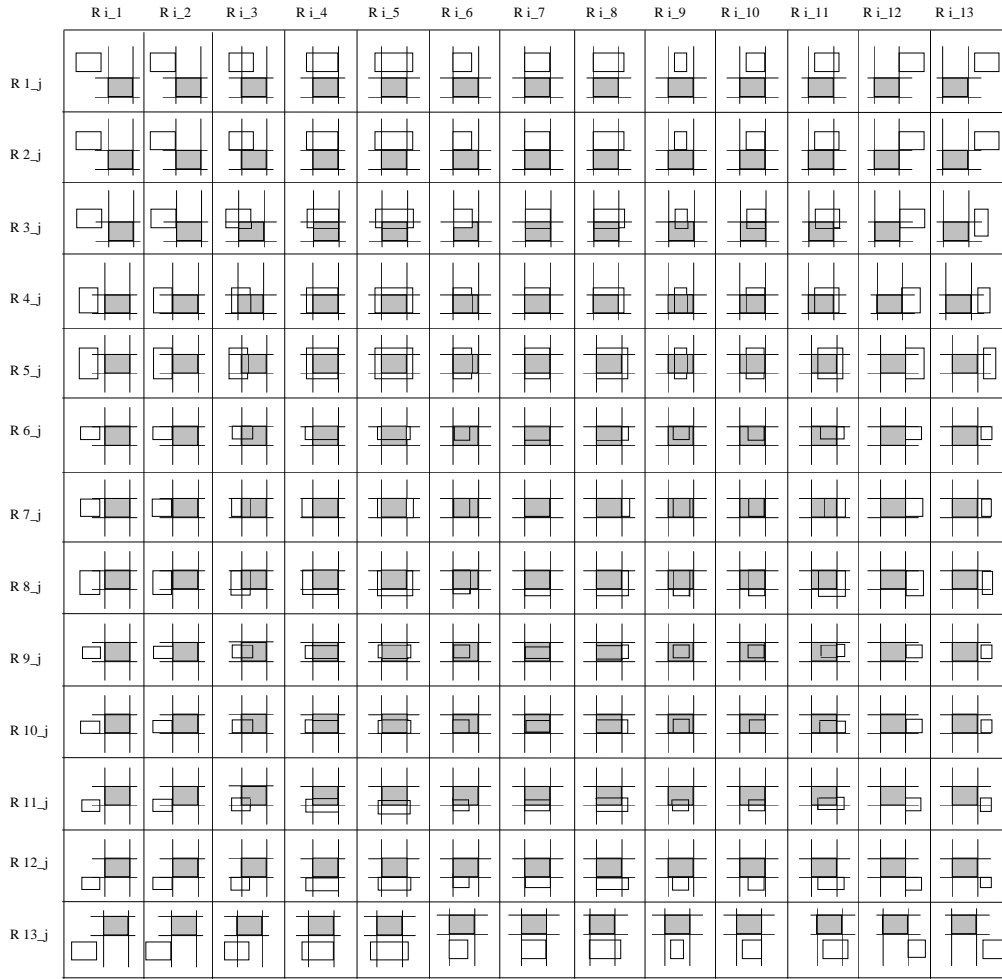 R i_1 R i_2 R i_3 R i_4 R i_5 R i_6 R i_7 R i_8 R i_9 R i_10 R i_11 R i_12 R i_13
R 1_j
R 2_j
R 3_j
R 4_j
R 5_j
R 6_j
R 7_j
R 8_j
R 9_j
R 10_j
R 11_j
R 12_j
R 13_j